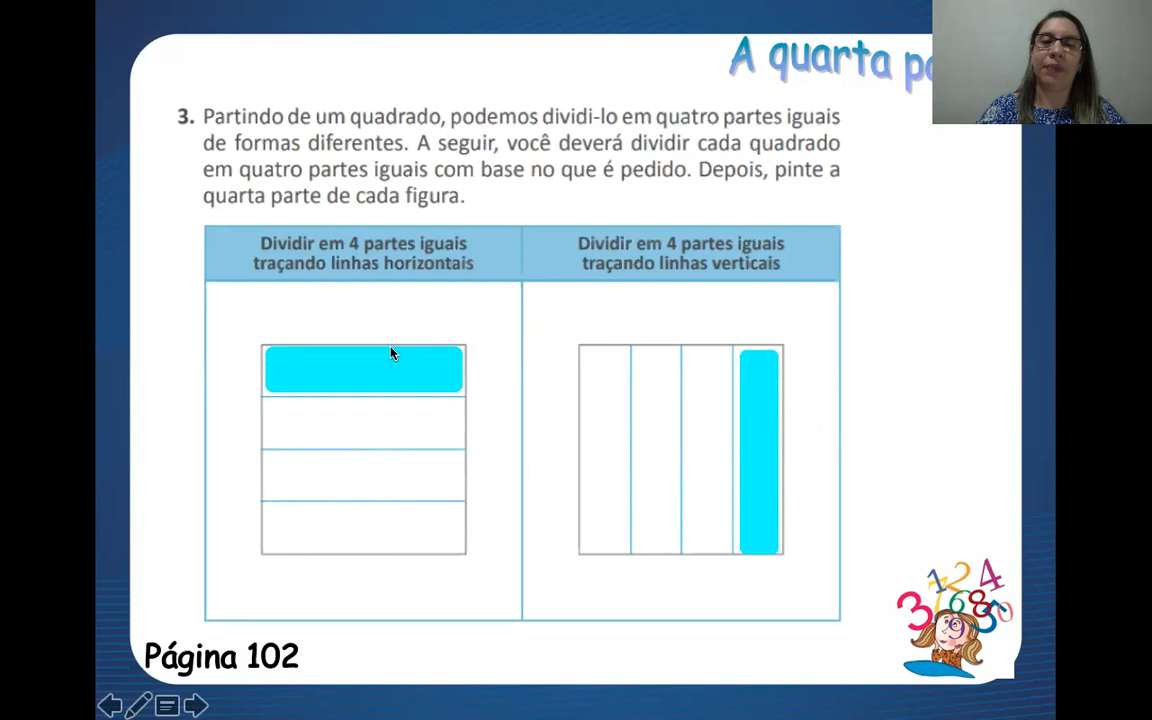 A quarta
3. Partindo de um quadrado, podemos dividi-lo em quatro partes iguais
de formas diferentes. A seguir, você deverá dividir cada quadrado
em quatro partes iguais com base no que é pedido. Depois, pinte a
quarta parte de cada figura.
Dividir em 4 partes iguais
traçando linhas horizontais
Dividir em 4 partes iguais
traçando linhas verticais
Página 102